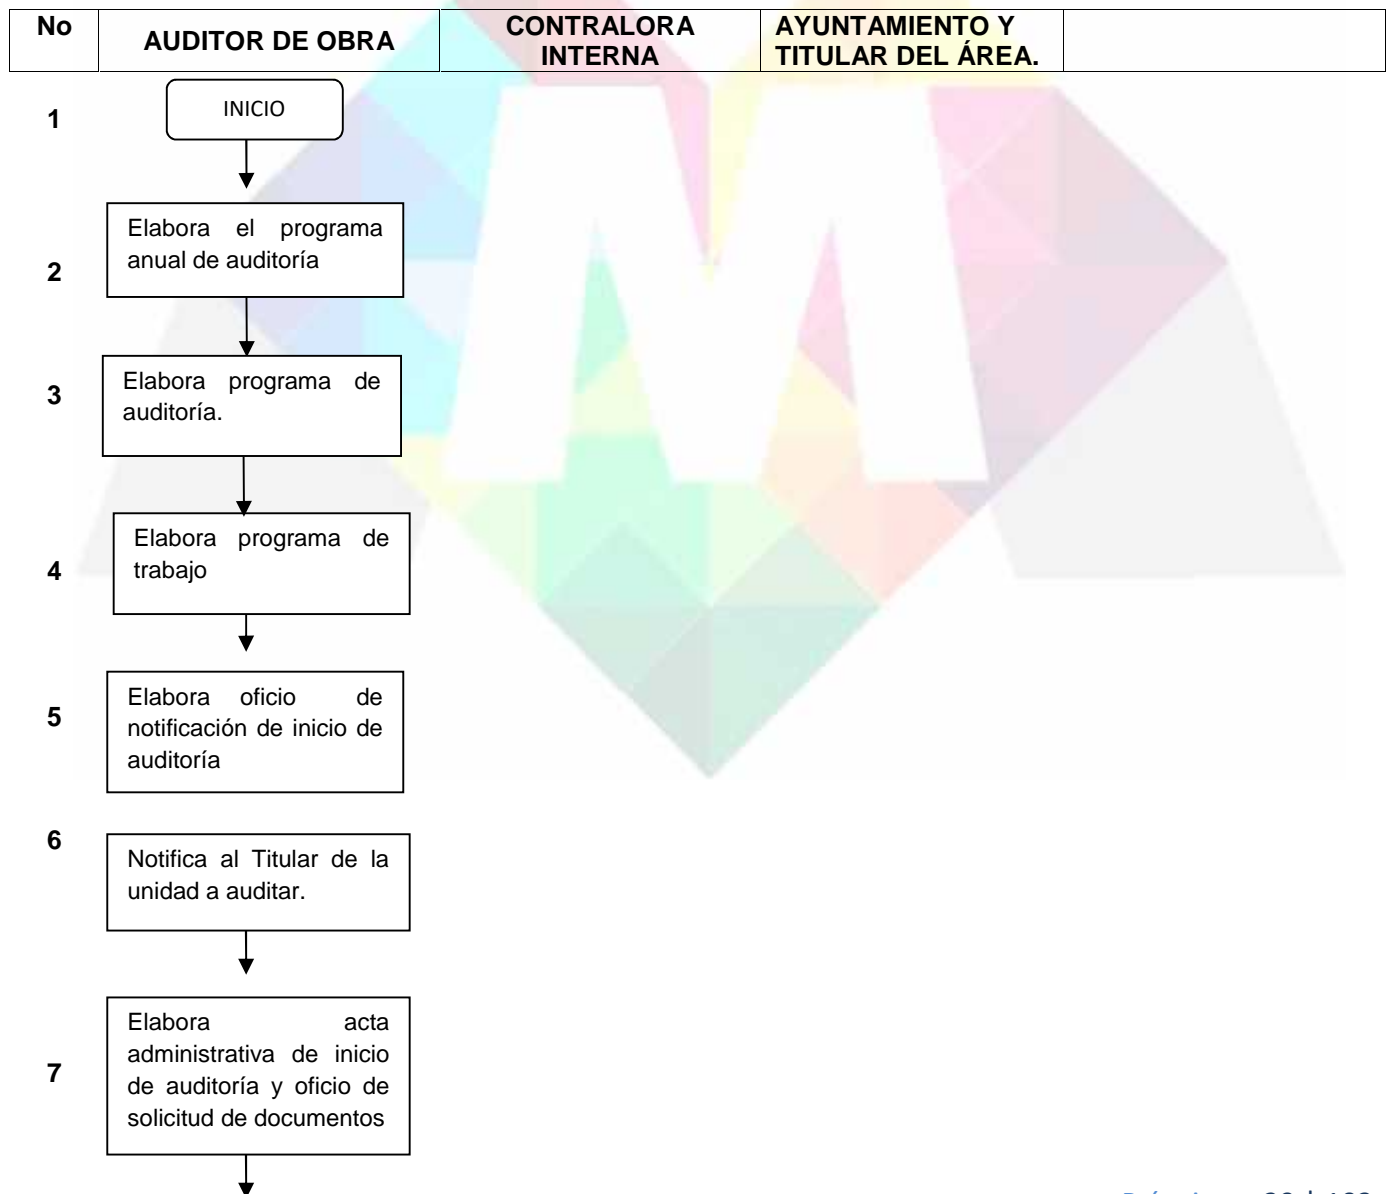 No
AUDITOR DE OBRA
CONTRALORA
INTERNA
AYUNTAMIENTO Y
TITULAR DEL ÁREA.
1
INICIO
2
Elabora el programa
anual de auditoría
3
Elabora programa de
auditoría.
4
Elabora programa de
trabajo
5
Elabora oficio de
notificación de inicio de
auditoría
6
Notifica al Titular de la
unidad a auditar.
7
Elabora acta
administrativa de inicio
de auditoría y oficio de
solicitud de documentos